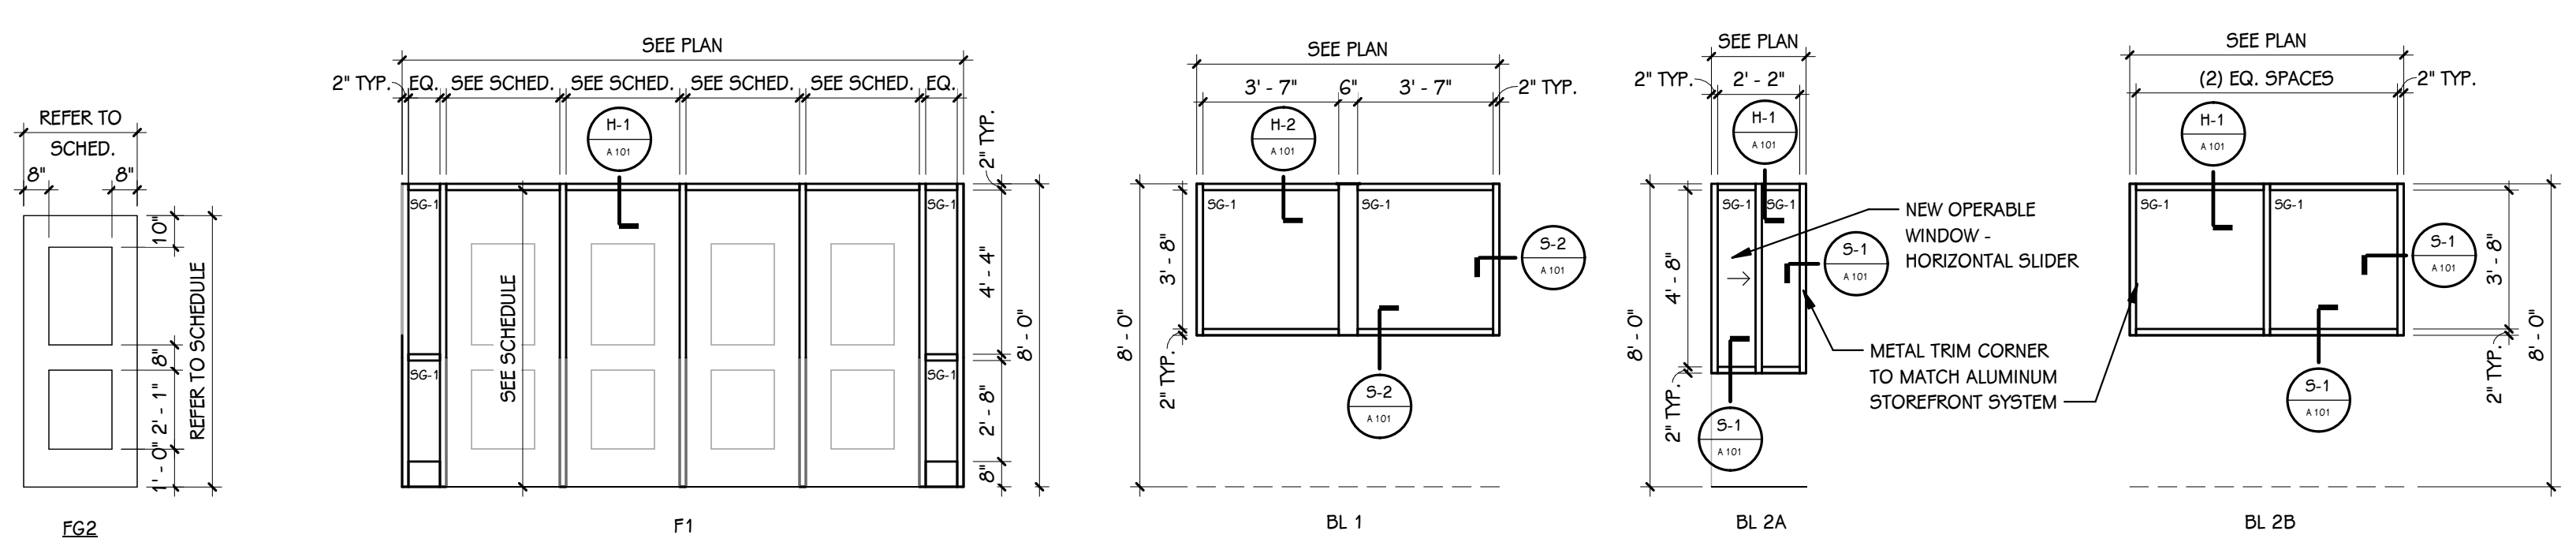 REFER TO
SCHED.
8" 8"
10"
8"
2' - 1"
1' - 0"
REFER TO SCHEDULE
FG2
SEE PLAN
2" TYP. EQ. SEE SCHED. SEE SCHED. SEE SCHED. SEE SCHED. EQ.
H-1
A 101
2" TYP.
SG-1 SG-1
4' - 4"
SEE SCHEDULE
8' - 0"
SG-1 SG-1
2' - 8"
8"
F1
SEE PLAN
3' - 7" 6" 3' - 7" 2" TYP.
H-2
A 101
SG-1 SG-1
3' - 8"
S-2
A 101
8' - 0"
2" TYP.
S-2
A 101
BL 1
SEE PLAN
2" TYP. 2' - 2"
H-1
A 101
SG-1 SG-1
NEW OPERABLE
WINDOW -
HORIZONTAL SLIDER
4' - 8"
S-1
A 101
8' - 0"
METAL TRIM CORNER
TO MATCH ALUMINUM
STOREFRONT SYSTEM
2" TYP.
S-1
A 101
BL 2A
SEE PLAN
(2) EQ. SPACES 2" TYP.
H-1
A 101
SG-1 SG-1
S-1
A 101
3' - 8"
8' - 0"
2" TYP.
S-1
A 101
BL 2B